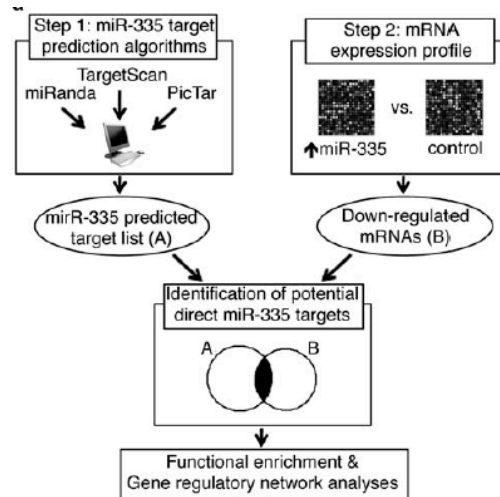 a
Step 1: miR-335 target
prediction algorithms
TargetScan
miRanda
PicTar
Step 2: mRNA
expression profile
vs.
↑miR-335
control
mirR-335 predicted
target list (A)
Down-regulated
mRNAs (B)
Identification of potential
direct miR-335 targets
A
B
Functional enrichment &
Gene regulatory network analyses